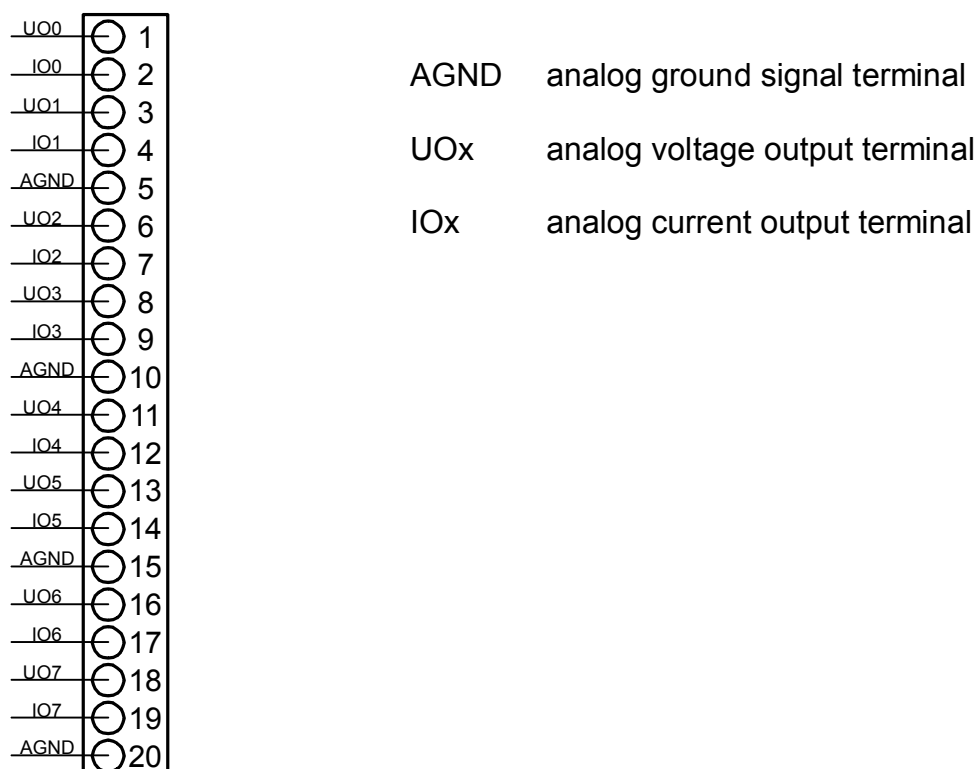 UO0 1
IO0 2
UO1 3
IO1 4
AGND 5
UO2 6
IO2 7
UO3 8
IO3 9
AGND 10
UO4 11
IO4 12
UO5 13
IO5 14
AGND 15
UO6 16
IO6 17
UO7 18
IO7 19
AGND 20
AGND analog ground signal terminal
UOx analog voltage output terminal
IOx analog current output terminal